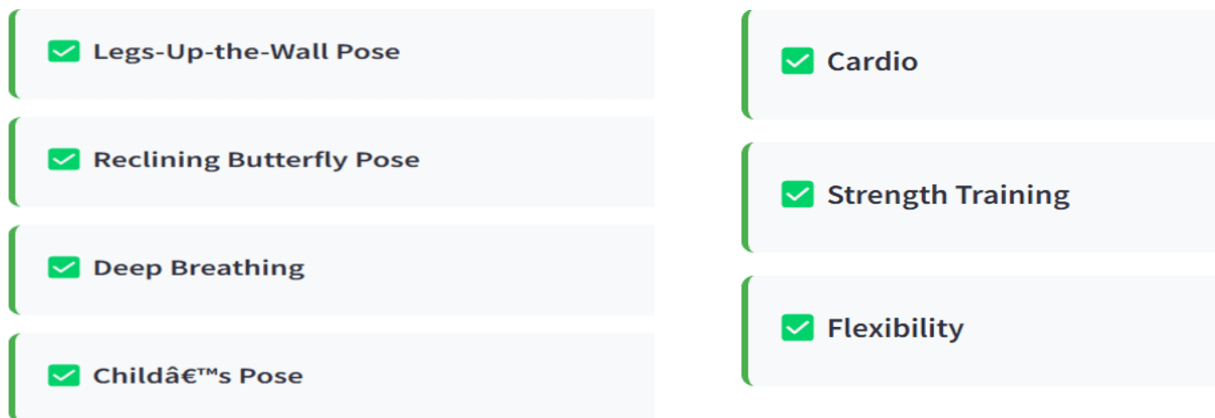 Legs-Up-the-Wall Pose
Reclining Butterfly Pose
Deep Breathing
Childâ€™s Pose
Cardio
Strength Training
Flexibility